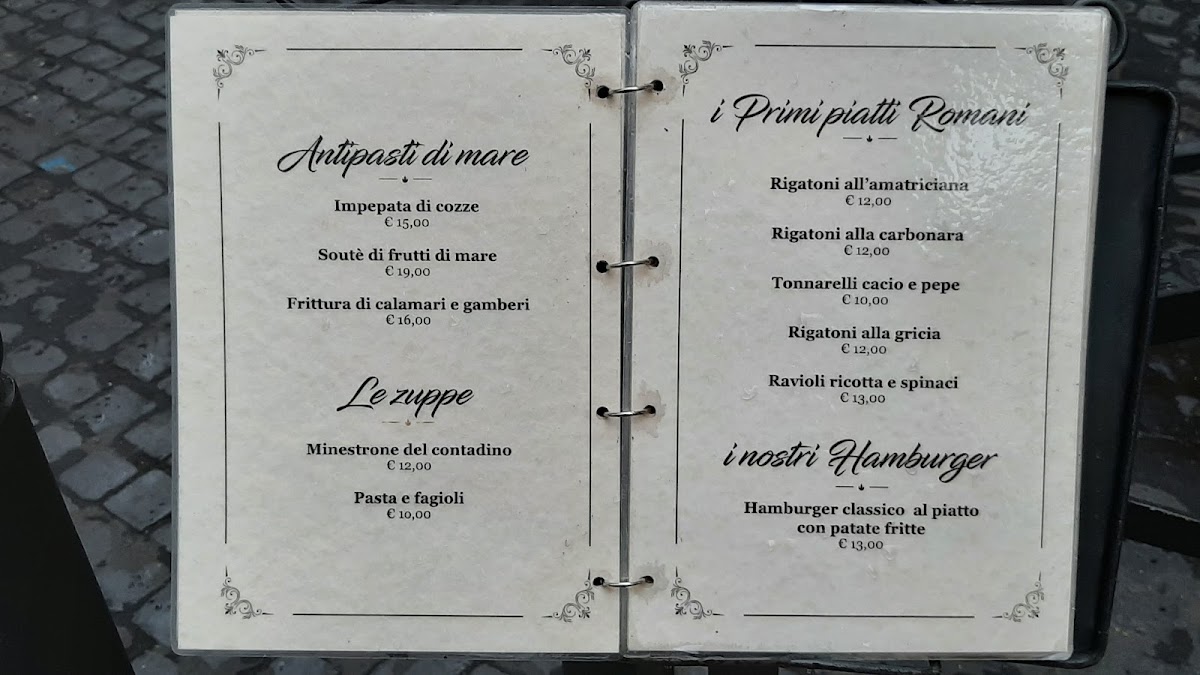 Antipasti di mare
Impepata di cozze
€ 15,00
Soutè di frutti di mare
€ 19,00
Frittura di calamari e gamberi
€ 16,00
Le zuppe
Minestrone del contadino
€ 12,00
Pasta e fagioli
€ 10,00
i Primi piatti Romani
Rigatoni all'amatriciana
€ 12,00
Rigatoni alla carbonara
€ 12,00
Tonnarelli cacio e pepe
€ 10,00
Rigatoni alla gricia
€ 12,00
Ravioli ricotta e spinaci
€ 13,00
i nostri Hamburger
Hamburger classico al piatto
con patate fritte
€ 13,00